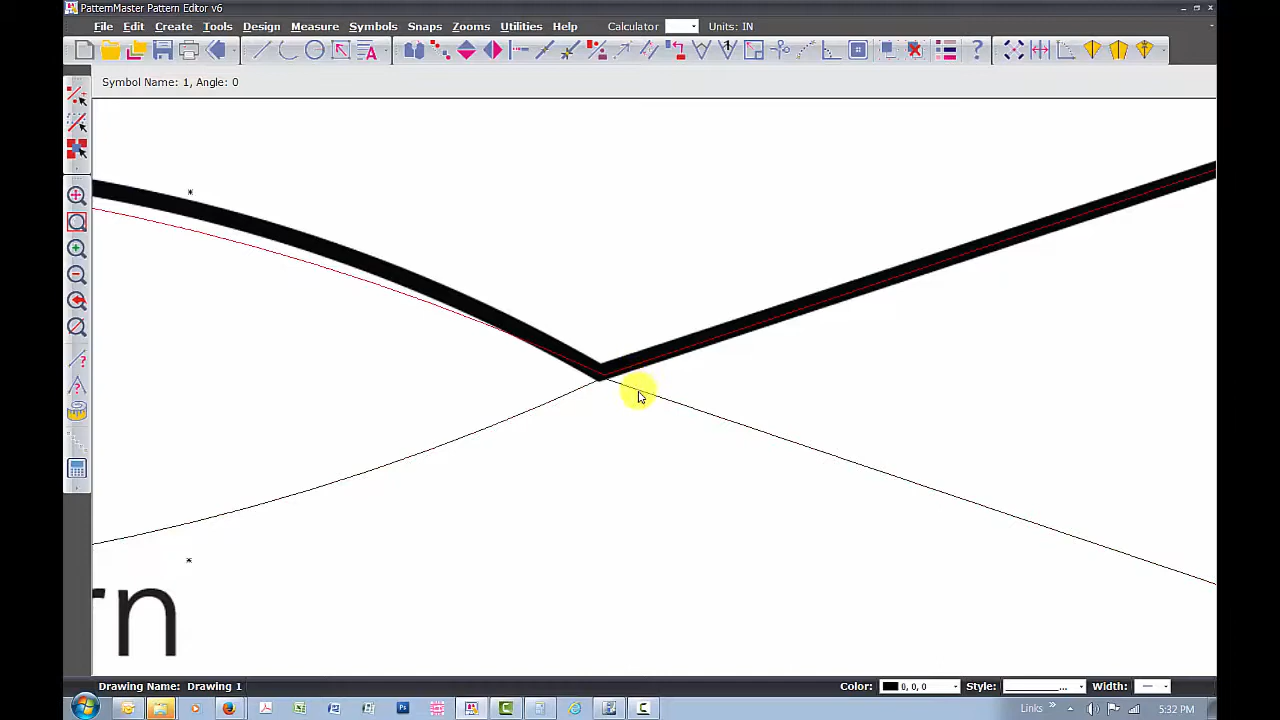 PatternMaster Pattern Editor v6
File Edit Create Tools Design Measure Symbols Snaps Zooms Utilities Help Calculator Units: IN
Symbol Name: 1, Angle: 0
rn
Drawing Name: Drawing 1 Color: 0, 0, 0 Style: ... Width:
Links 5:32 PM